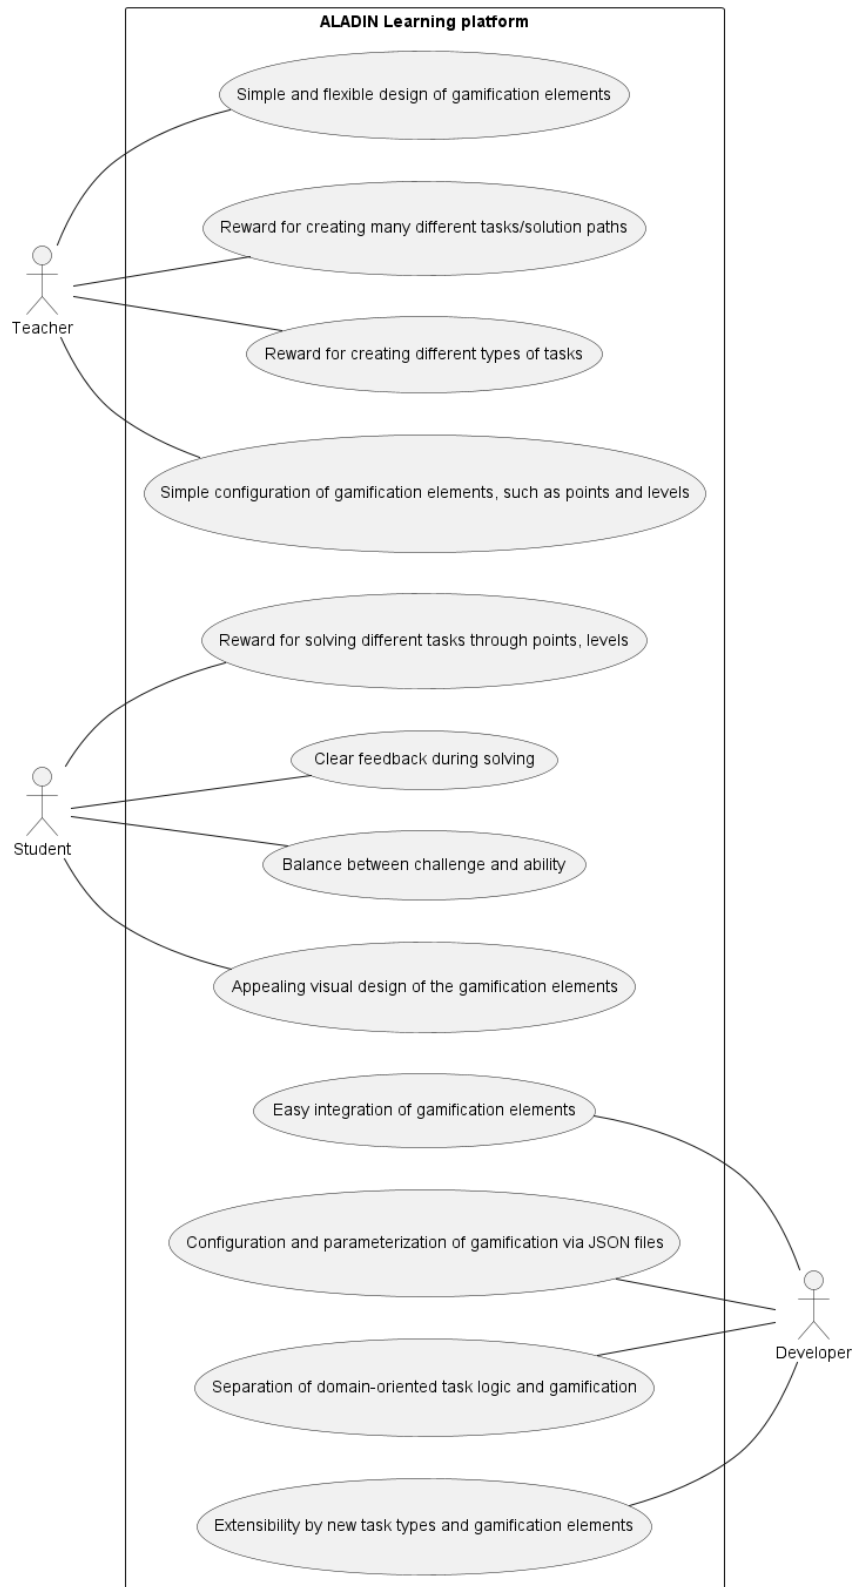 ALADIN Learning platform
Simple and flexible design of gamification elements
Reward for creating many different tasks/solution paths
Teacher
Reward for creating different types of tasks
Simple configuration of gamification elements, such as points and levels
Reward for solving different tasks through points, levels
Clear feedback during solving
Student
Balance between challenge and ability
Appealing visual design of the gamification elements
Easy integration of gamification elements
Configuration and parameterization of gamification via JSON files
Developer
Separation of domain-oriented task logic and gamification
Extensibility by new task types and gamification elements